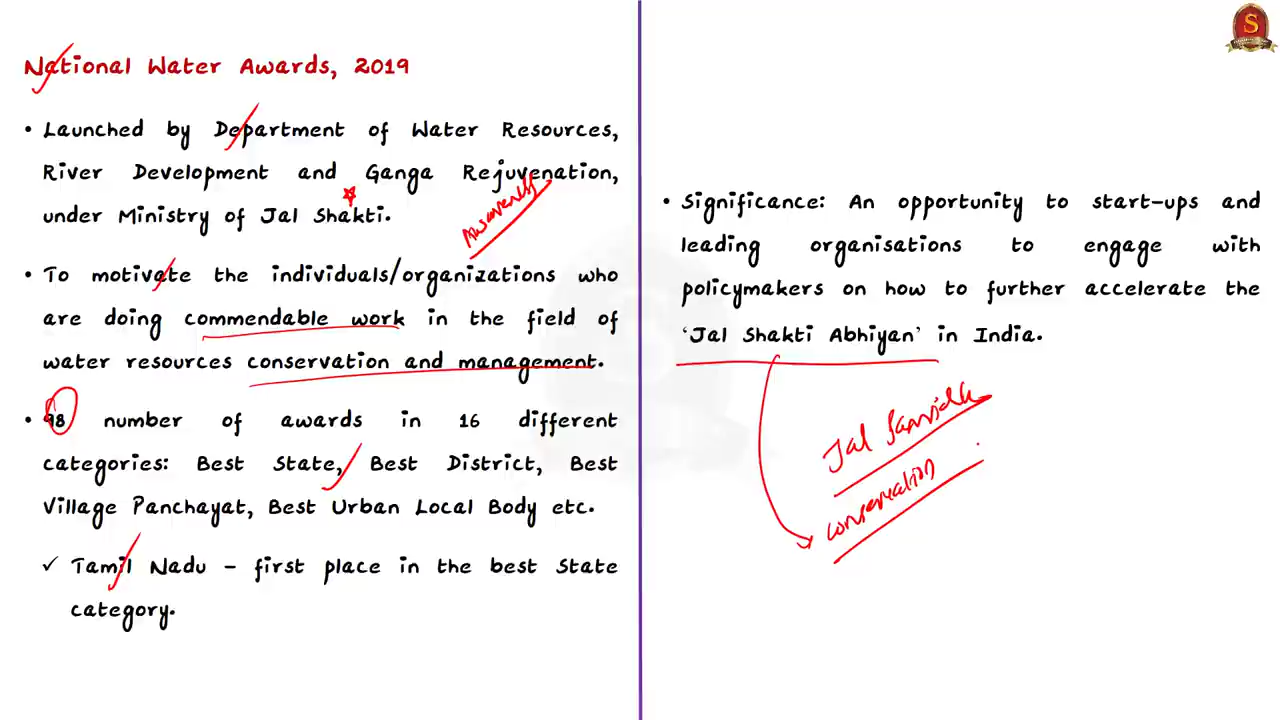 National Water Awards, 2019
• Launched by Department of Water Resources,
River Development and Ganga Rejuvenation,
under Ministry of Jal Shakti.
Awareness
• To motivate the individuals/organizations who
are doing commendable work in the field of
water resources conservation and management.
• 98 number of awards in 16 different
categories: Best State, Best District, Best
Village Panchayat, Best Urban Local Body etc.
✓ Tamil Nadu – first place in the best State
category.
S
• Significance: An opportunity to start-ups and
leading organisations to engage with
policymakers on how to further accelerate the
‘Jal Shakti Abhiyan’ in India.
Jal
conservation